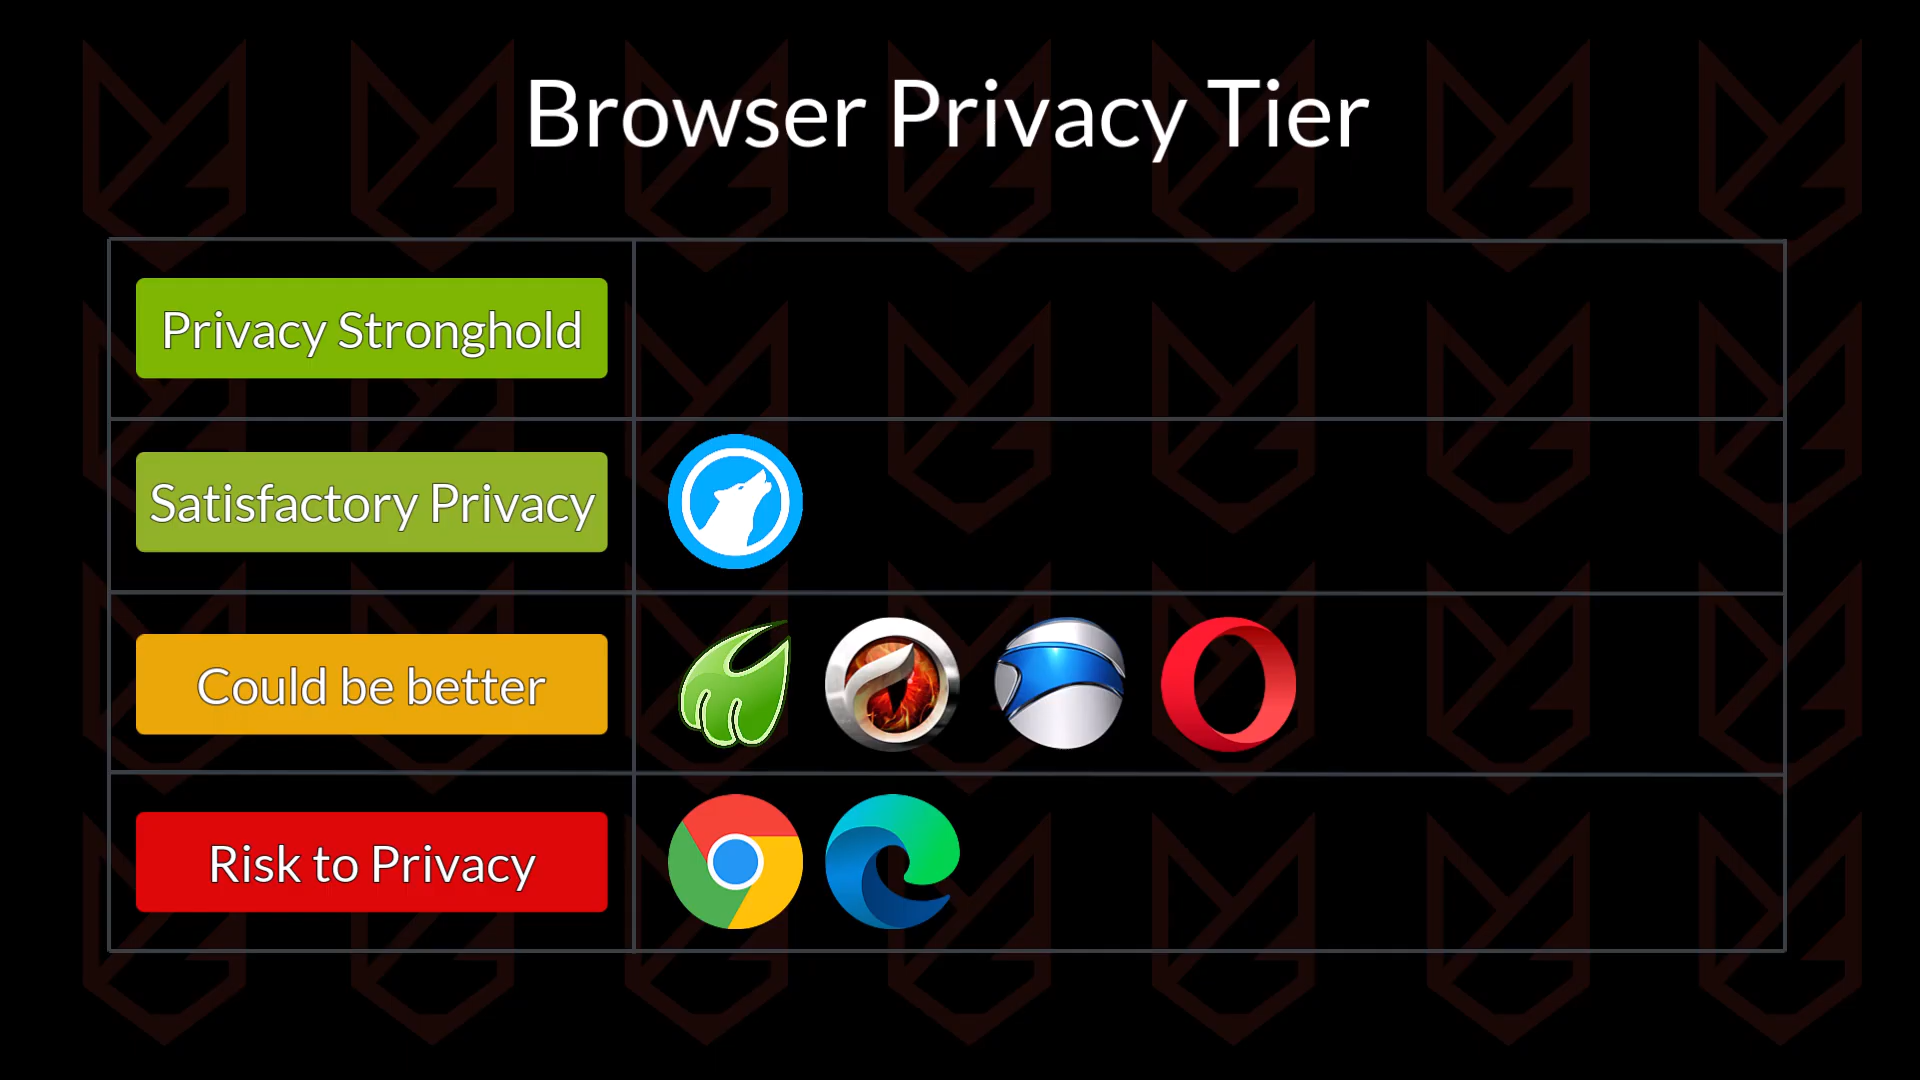 Browser Privacy Tier
Privacy Stronghold
Satisfactory Privacy
Could be better
Risk to Privacy